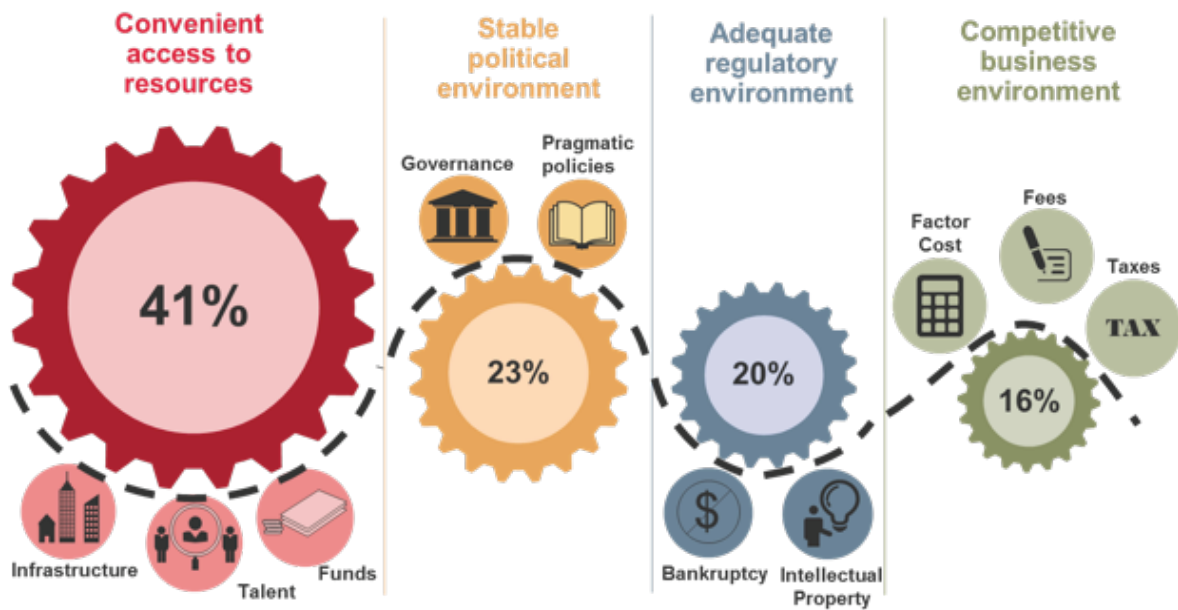 Convenient
access to
resources
41%
Infrastructure
Talent
Funds
Stable
political
environment
Governance
Pragmatic
policies
23%
Adequate
regulatory
environment
20%
$
Bankruptcy
Intellectual
Property
Competitive
business
environment
Factor
Cost
Fees
Taxes
TAX
16%